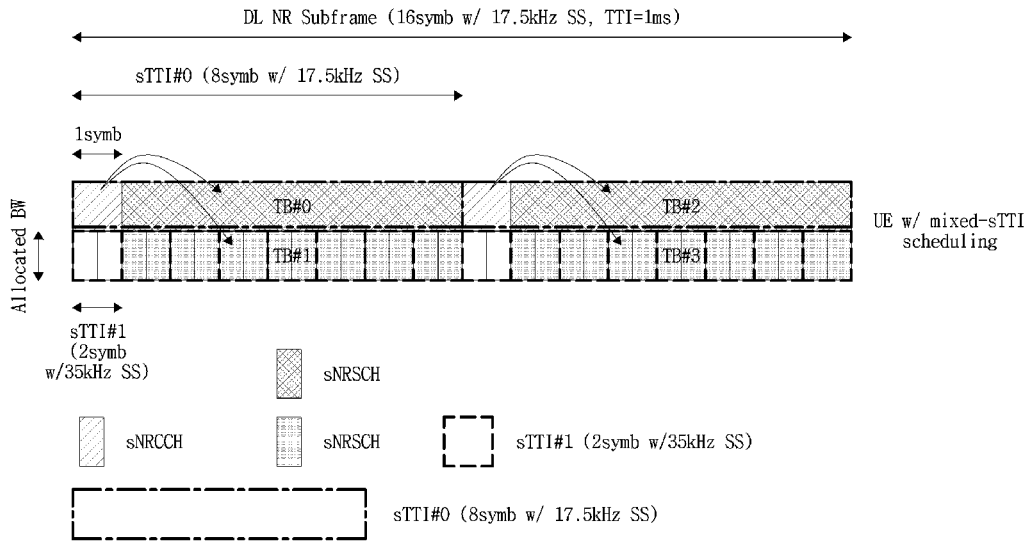 DL NR Subframe (16symb w/ 17.5kHz SS, TTI=1ms)
sTTI#0 (8symb w/ 17.5kHz SS)
1symb
Allocated BW
TB#0
TB#2
TB#1
TB#3
UE w/ mixed-sTTI
scheduling
sTTI#1
(2symb
w/35kHz SS)
sNRSCH
sNRCCH
sNRSCH
sTTI#1 (2symb w/35kHz SS)
sTTI#0 (8symb w/ 17.5kHz SS)